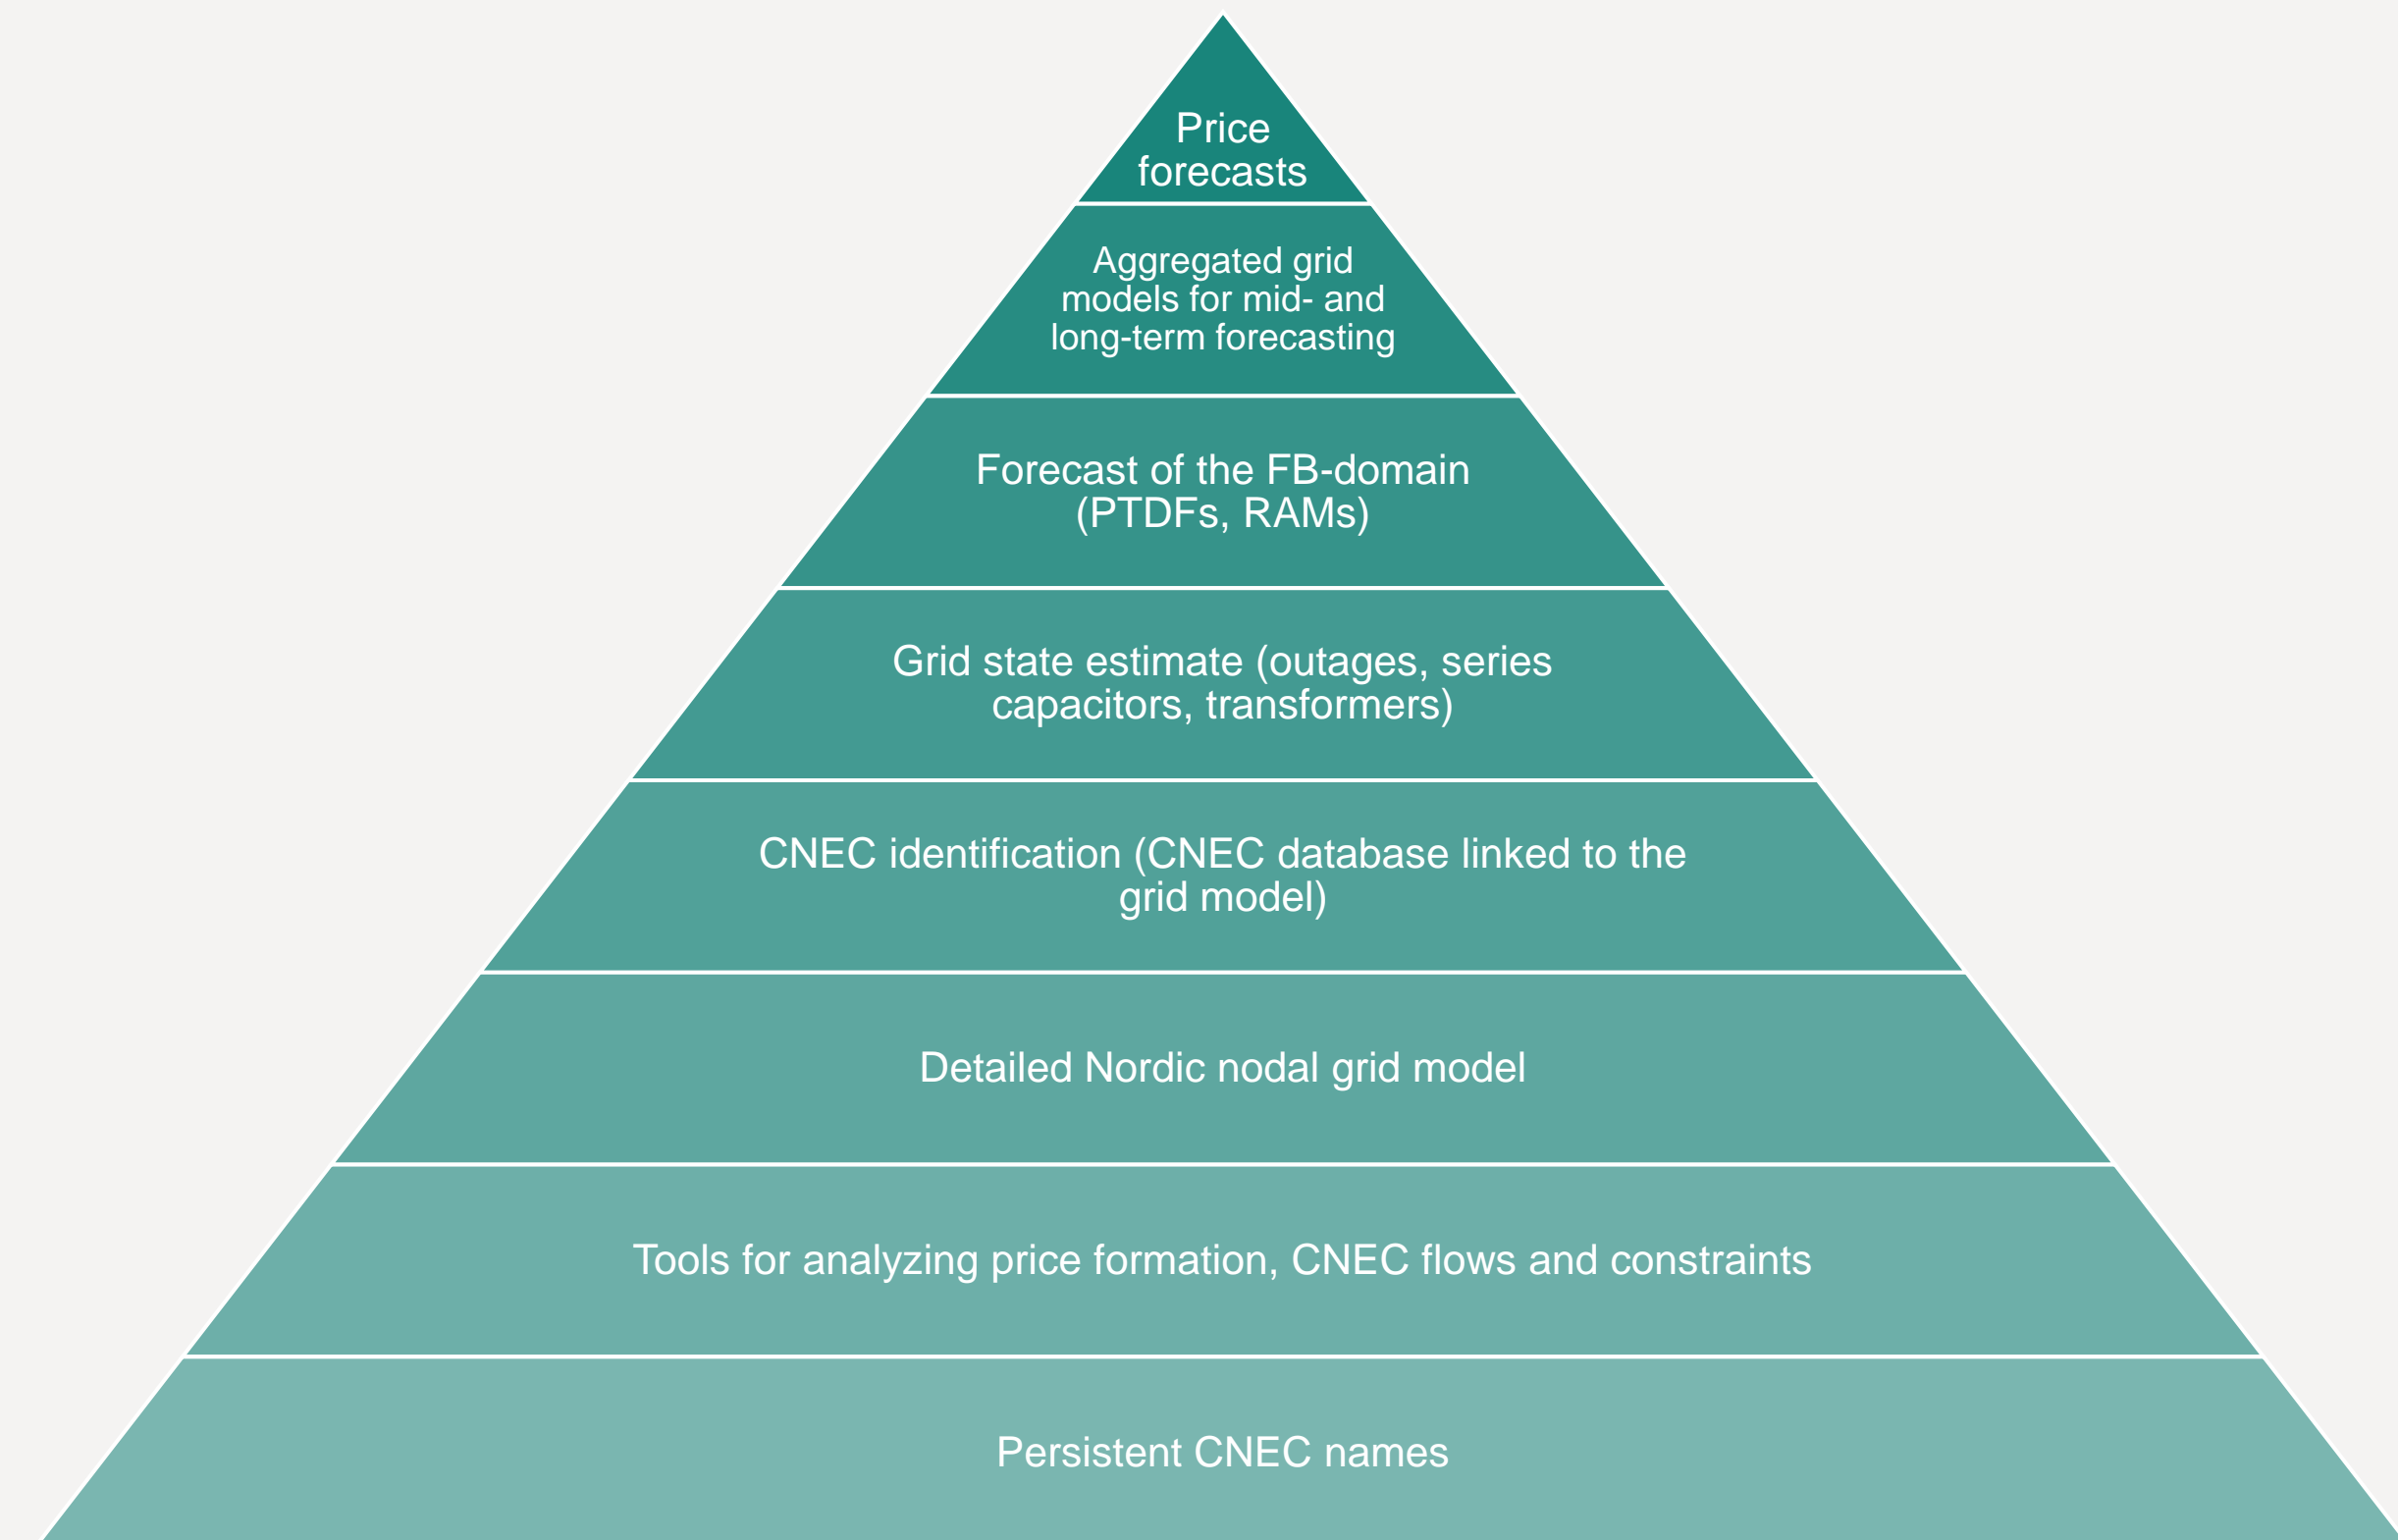 Price
forecasts
Aggregated grid
models for mid- and
long-term forecasting
Forecast of the FB-domain
(PTDFs, RAMs)
Grid state estimate (outages, series
capacitors, transformers)
CNEC identification (CNEC database linked to the
grid model)
Detailed Nordic nodal grid model
Tools for analyzing price formation, CNEC flows and constraints
Persistent CNEC names